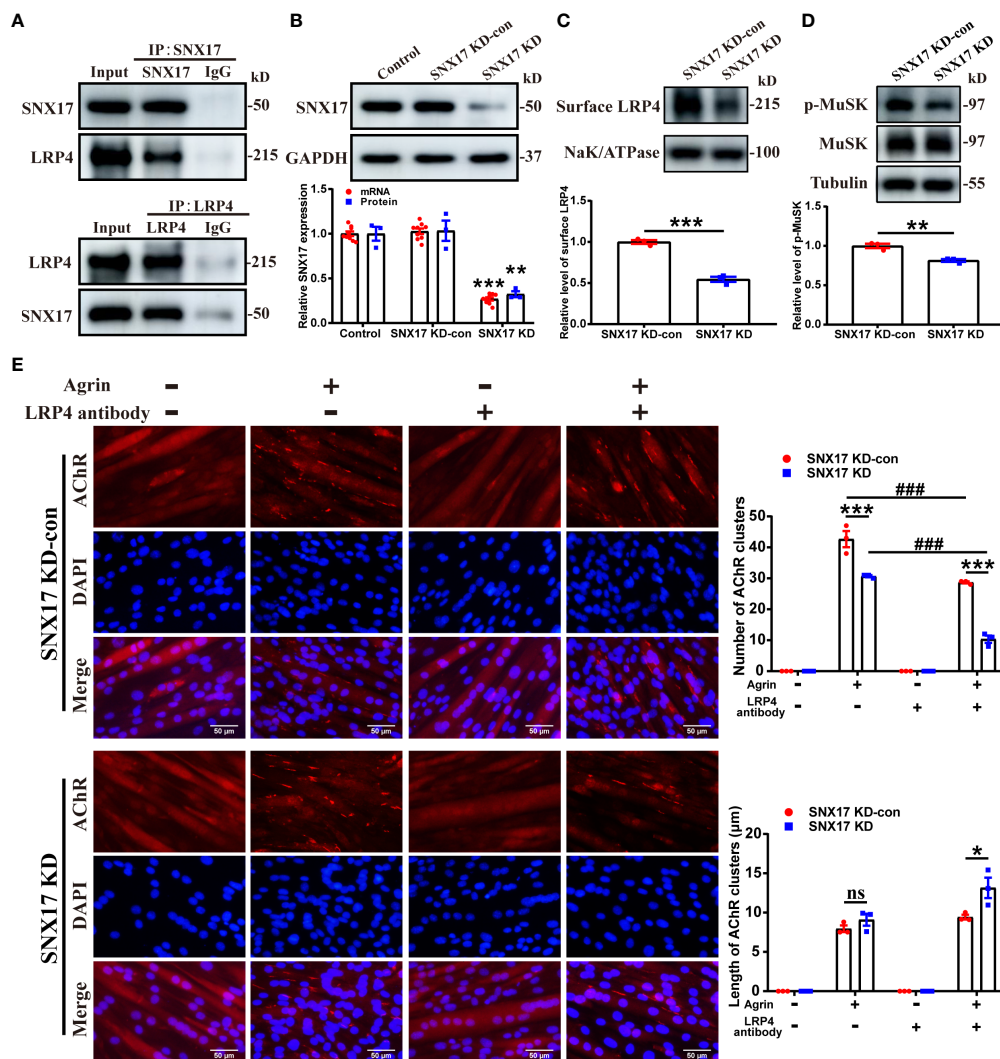 A
IP:SNX17
Input SNX17 IgG
kD
SNX17
-50
LRP4
-215
IP:LRP4
Input LRP4 IgG
kD
LRP4
-215
SNX17
-50
B
Control SNX17 KD-con SNX17 KD
kD
SNX17
-50
GAPDH
-37
mRNA
Protein
Relative SNX17 expression
1.5
1.0
0.5
0.0
*** **
Control SNX17 KD-con SNX17 KD
C
SNX17 KD-con SNX17 KD
kD
Surface LRP4
-215
NaK/ATPase
-100
Relative level of surface LRP4
1.5
1.0
0.5
0.0
***
SNX17 KD-con SNX17 KD
D
SNX17 KD-con SNX17 KD
kD
p-MuSK
-97
MuSK
-97
Tubulin
-55
Relative level of p-MuSK
1.5
1.0
0.5
0.0
**
SNX17 KD-con SNX17 KD
E
Agrin - + - +
LRP4 antibody - - + +
SNX17 KD-con
AChR
DAPI
Merge
50 μm 50 μm 50 μm 50 μm
SNX17 KD
AChR
DAPI
Merge
50 μm 50 μm 50 μm 50 μm
SNX17 KD-con
SNX17 KD
Number of AChR clusters
50
40
30
20
10
0
###
***
###
***
Agrin - + - +
LRP4
antibody - - + +
SNX17 KD-con
SNX17 KD
Length of AChR clusters (μm)
20
15
10
5
0
ns
*
Agrin - + - +
LRP4
antibody - - + +